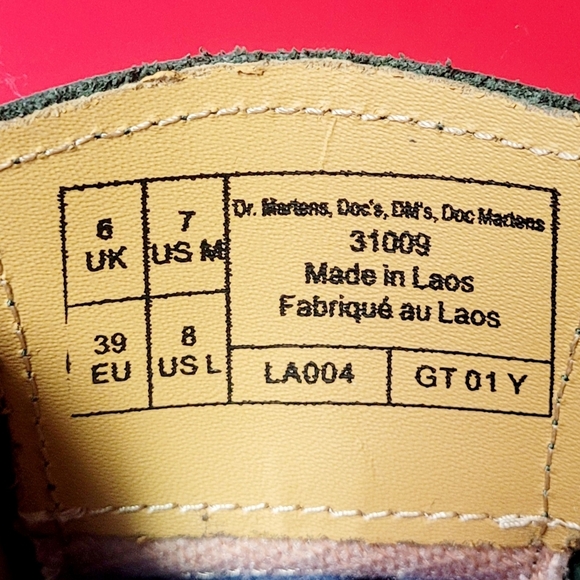 6
UK
7
US M
39
EU
8
US L
Dr. Martens, Doc's, DM's, Doc Martens
31009
Made in Laos
Fabriqué au Laos
LA004
GT 01 Y